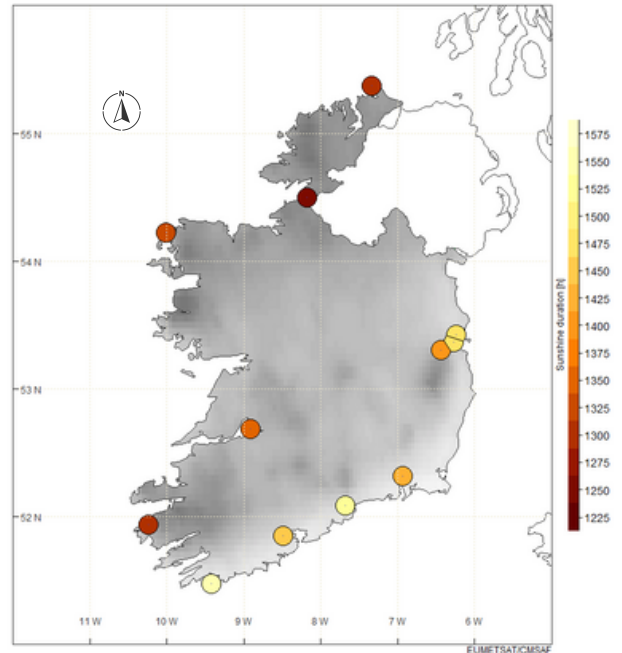 N
55 N
54 N
53 N
52 N
11 W 10 W 9 W 8 W 7 W 6 W
1575
1550
1525
1500
1475
1450
1425
1400
1375
1350
1325
1300
1275
1250
1225
Sunshine duration [h]
EUMETSAT/CMSAF